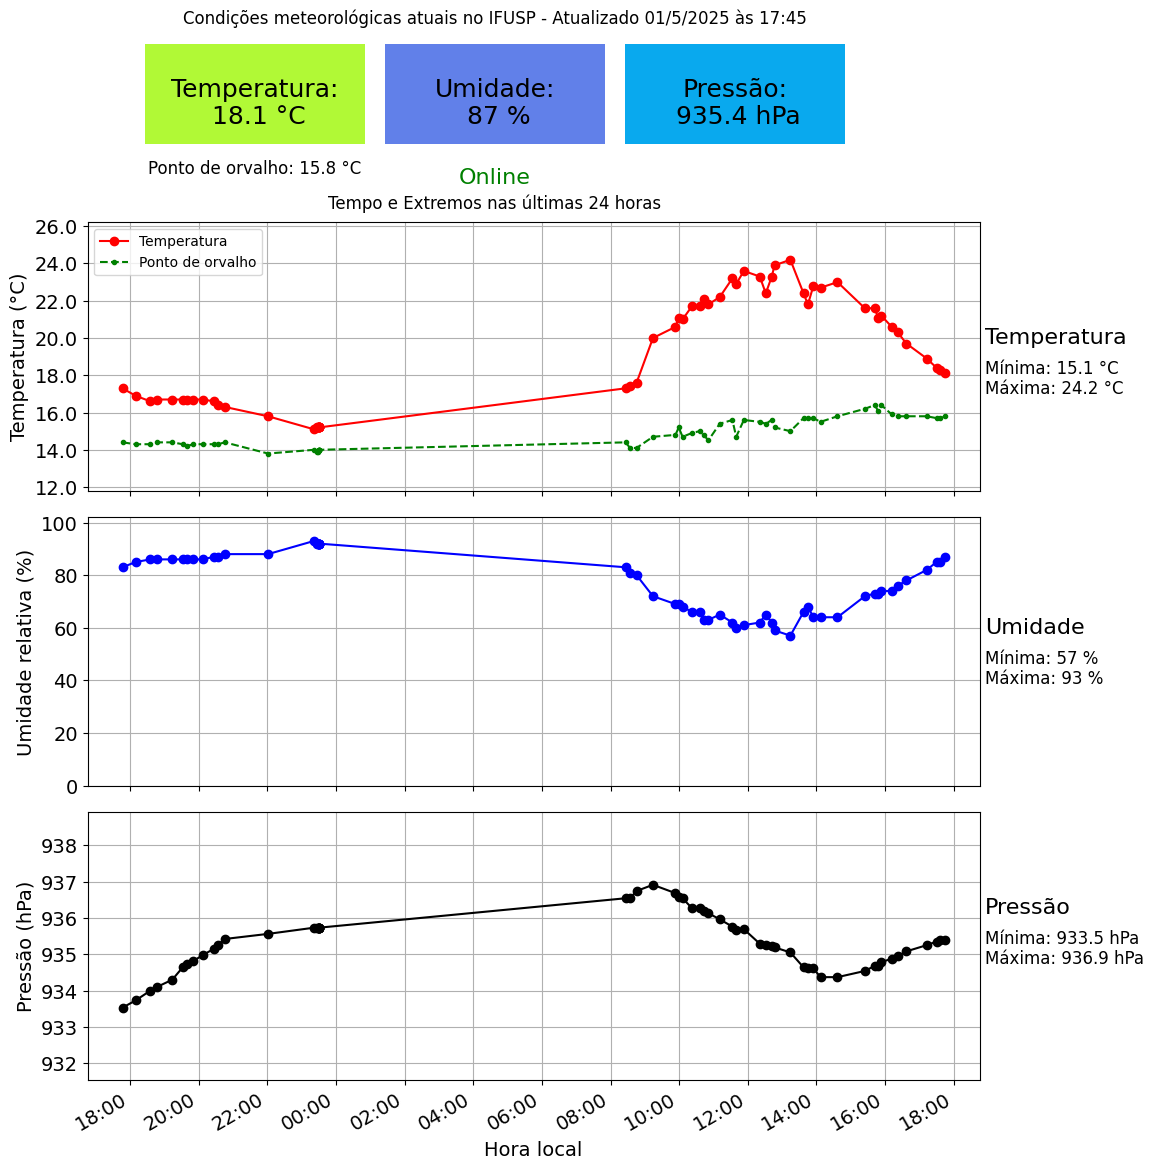 Condições meteorológicas atuais no IFUSP - Atualizado 01/5/2025 às 17:45
Temperatura:
18.1 °C
Umidade:
87 %
Pressão:
935.4 hPa
Ponto de orvalho: 15.8 °C
Online
Tempo e Extremos nas últimas 24 horas
Temperatura (°C)
26.0
24.0
22.0
20.0
18.0
16.0
14.0
12.0
Temperatura
Ponto de orvalho
Temperatura
Mínima: 15.1 °C
Máxima: 24.2 °C
Umidade relativa (%)
100
80
60
40
20
0
Umidade
Mínima: 57 %
Máxima: 93 %
Pressão (hPa)
938
937
936
935
934
933
932
Pressão
Mínima: 933.5 hPa
Máxima: 936.9 hPa
18:00 20:00 22:00 00:00 02:00 04:00 06:00 08:00 10:00 12:00 14:00 16:00 18:00
Hora local